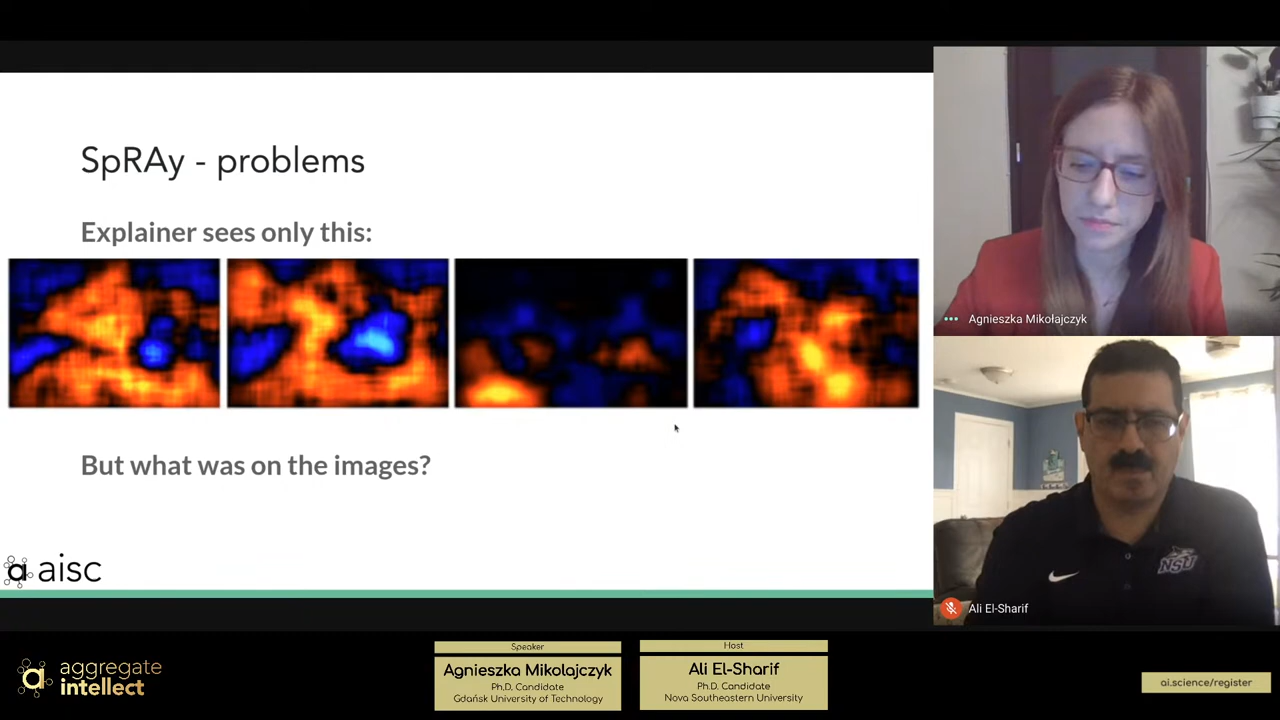 SpRAy - problems
Explainer sees only this:
But what was on the images?
a aisc
Agnieszka Mikołajczyk
NSU
Ali El-Sharif
a aggregate
intellect
Speaker
Agnieszka Mikolajczyk
Ph.D. Candidate
Gdańsk University of Technology
Host
Ali El-Sharif
Ph.D. Candidate
Nova Southeastern University
ai.science/register